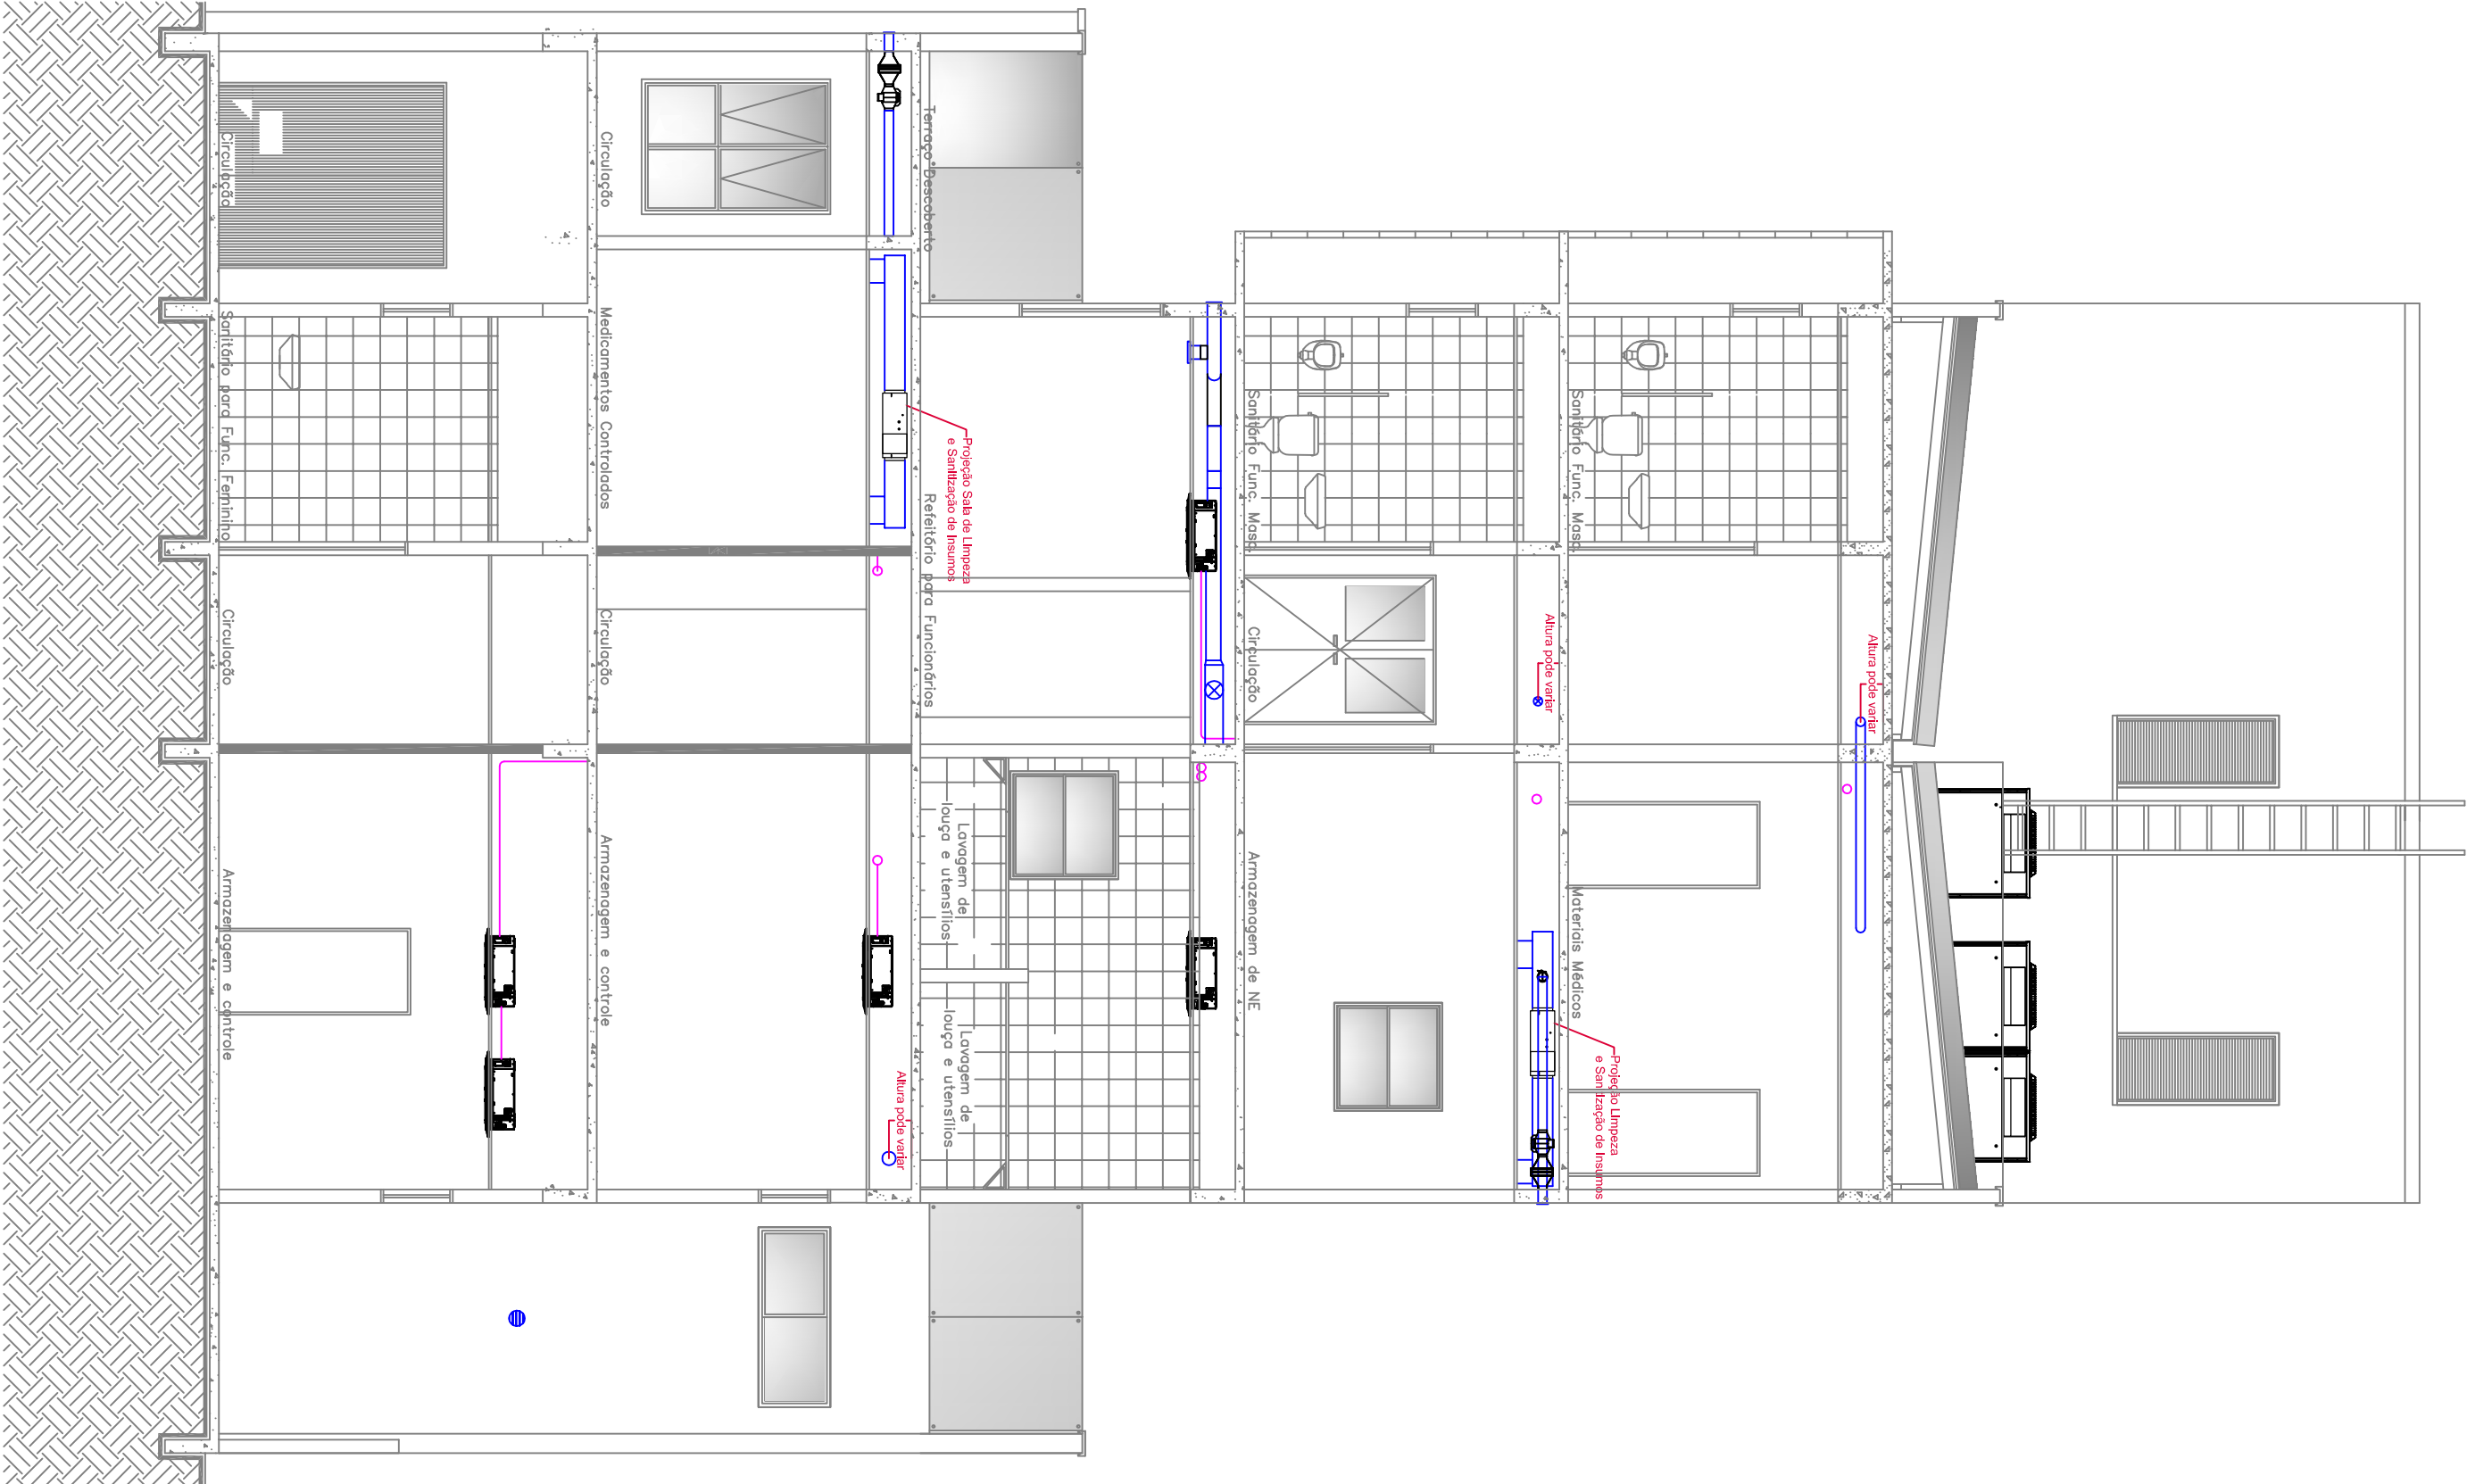 Altura pode variar
Projeção Limpeza
e Sanitização de Insumos
Sanitário Func. Masc.
Materiais Médicos
Altura pode variar
Sanitário Func. Masc.
Circulação
Armazenagem de NE
Projeção Sala de Limpeza
e Sanitização de Insumos
Lavagem de
louça e utensílios
Lavagem de
louça e utensílios
Terraço Descoberto
Refeitório para Funcionários
Altura pode variar
Circulação
Medicamentos Controlados
Circulação
Armazenagem e controle
Circulação
Sanitário para Func. Feminino
Circulação
Armazenagem e controle